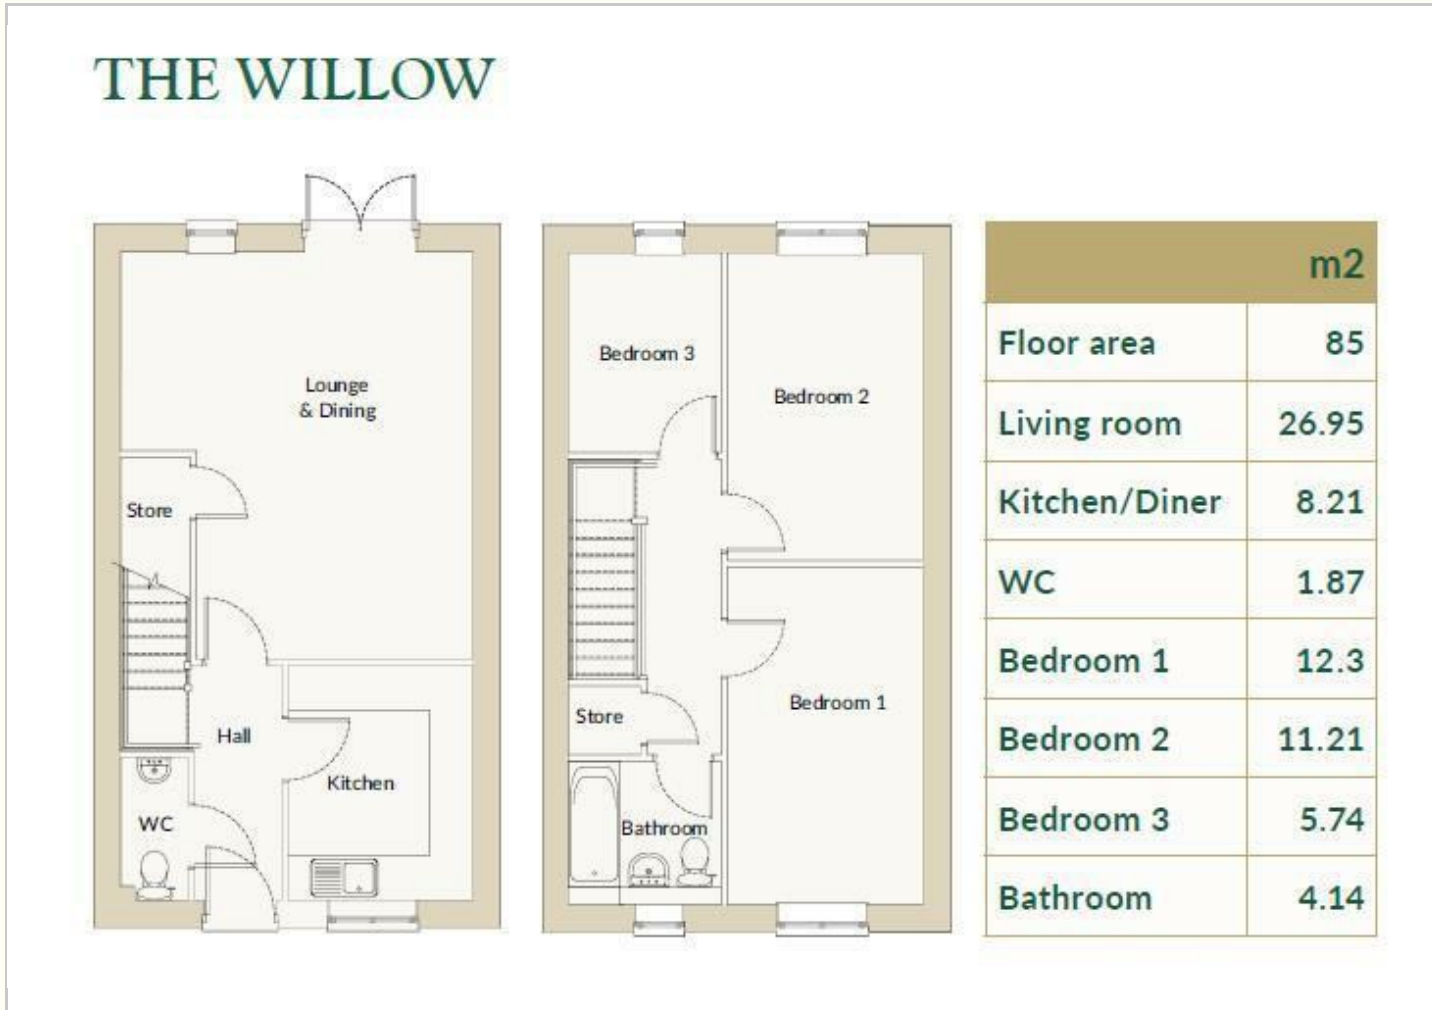 THE WILLOW
Lounge
& Dining
Store
Hall
Kitchen
WC
Bedroom 3
Bedroom 2
Bedroom 1
Store
Bathroom
m2
Floor area 85
Living room 26.95
Kitchen/Diner 8.21
WC 1.87
Bedroom 1 12.3
Bedroom 2 11.21
Bedroom 3 5.74
Bathroom 4.14